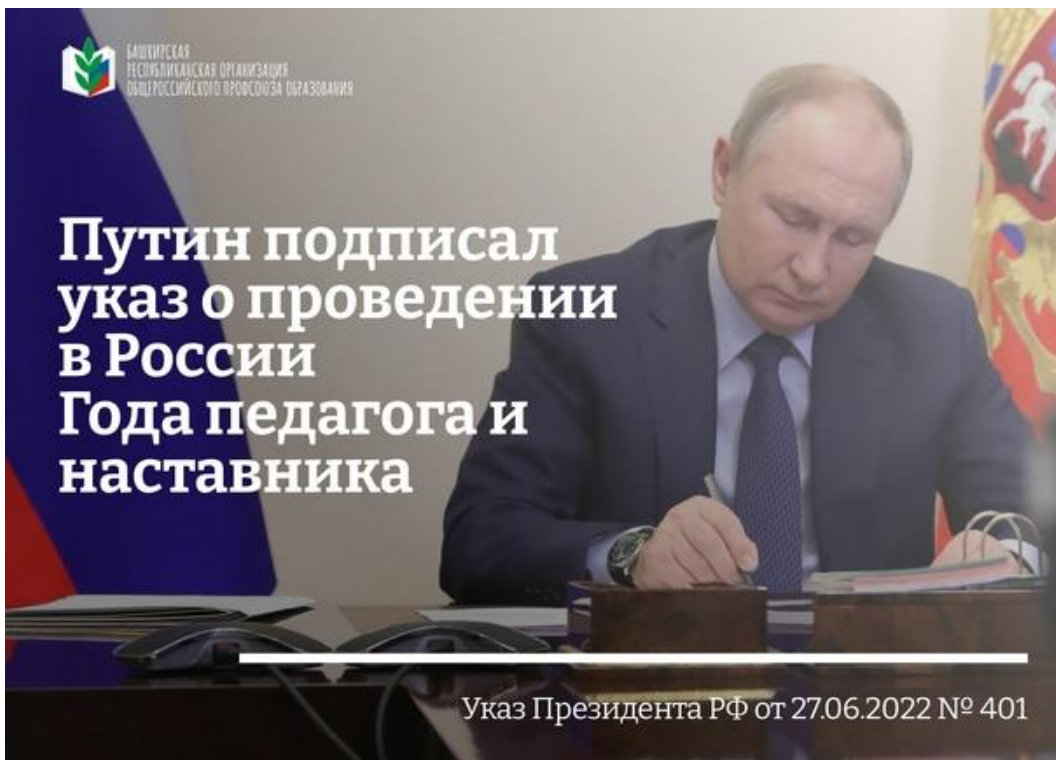 БАШКИРСКАЯ
РЕСПУБЛИКАНСКАЯ ОРГАНИЗАЦИЯ
ОБЩЕРОССИЙСКОГО ПРОФСОЮЗА ОБРАЗОВАНИЯ
Путин подписал
указ о проведении
в России
Года педагога и
наставника
Указ Президента РФ от 27.06.2022 № 401